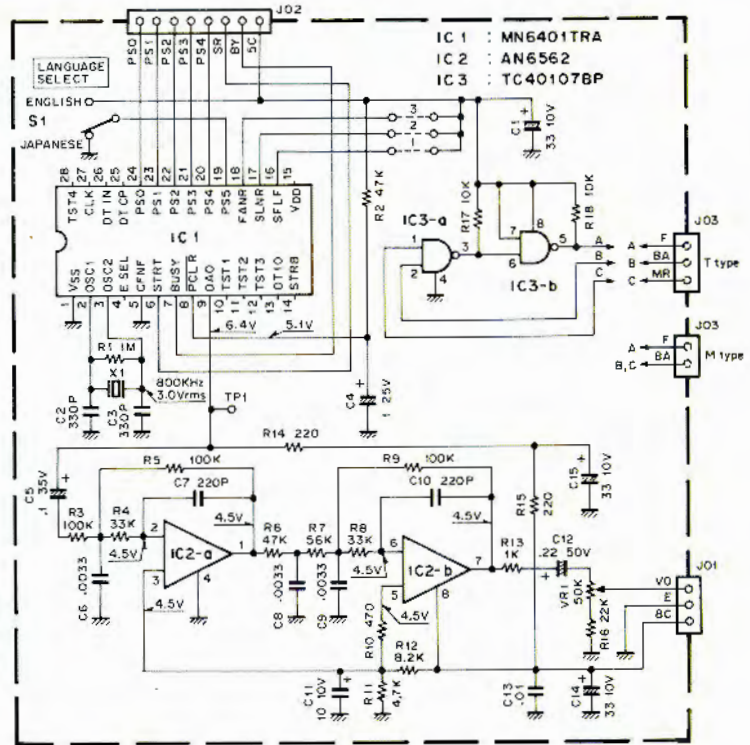 J02
PS0 PS1 PS2 PS3 PS4 SR BY 5C
IC 1 : MN6401TRA
IC 2 : AN6562
IC 3 : TC40107BP
LANGUAGE
SELECT
ENGLISH
S1
JAPANESE
3
2
1
C1
33 10V
28 27 26 25 24 23 22 21 20 19 18 17 16 15
TST4 CLK DT IN DT CP PS0 PS1 PS2 PS3 PS4 PS5 FANR SLNR SFLF VDD
IC 1
VSS OSC1 OSC2 E.SEL CFNF STRT BUSY PCLR DAO TST1 TST2 TST3 DT10 STRB
1 2 3 4 5 6 7 8 9 10 11 12 13 14
R2 47K
R17 10K
R18 10K
IC3-a
1
2
3
4
IC3-b
7
8
6
5
A A F
B B BA
C C MR
J03
T type
J03
A F
B,C BA
M type
6.4V
5.1V
R1 1M
X1
800KHz
3.0Vrms
C2
330P
C3
330P
TP1
C4
1 25V
R14 220
R5
100K
C7 220P
C5
.1 35V
R3
100K
R4
33K
4.5V
2
3
1
4
IC2-a
4.5V
4.5V
C6 .0033
R6
47K
R7
56K
R8
33K
C8 .0033
C9 .0033
R9
100K
C10 220P
4.5V
4.5V
6
5
7
8
IC2-b
4.5V
R10 470
R12
8.2K
R11
4.7K
C11
10 10V
R15
220
C15
33 10V
R13
1K
C12
.22 50V
VR1
50K
R16 22K
C13
.01
C14
33 10V
J01
VO
E
8C